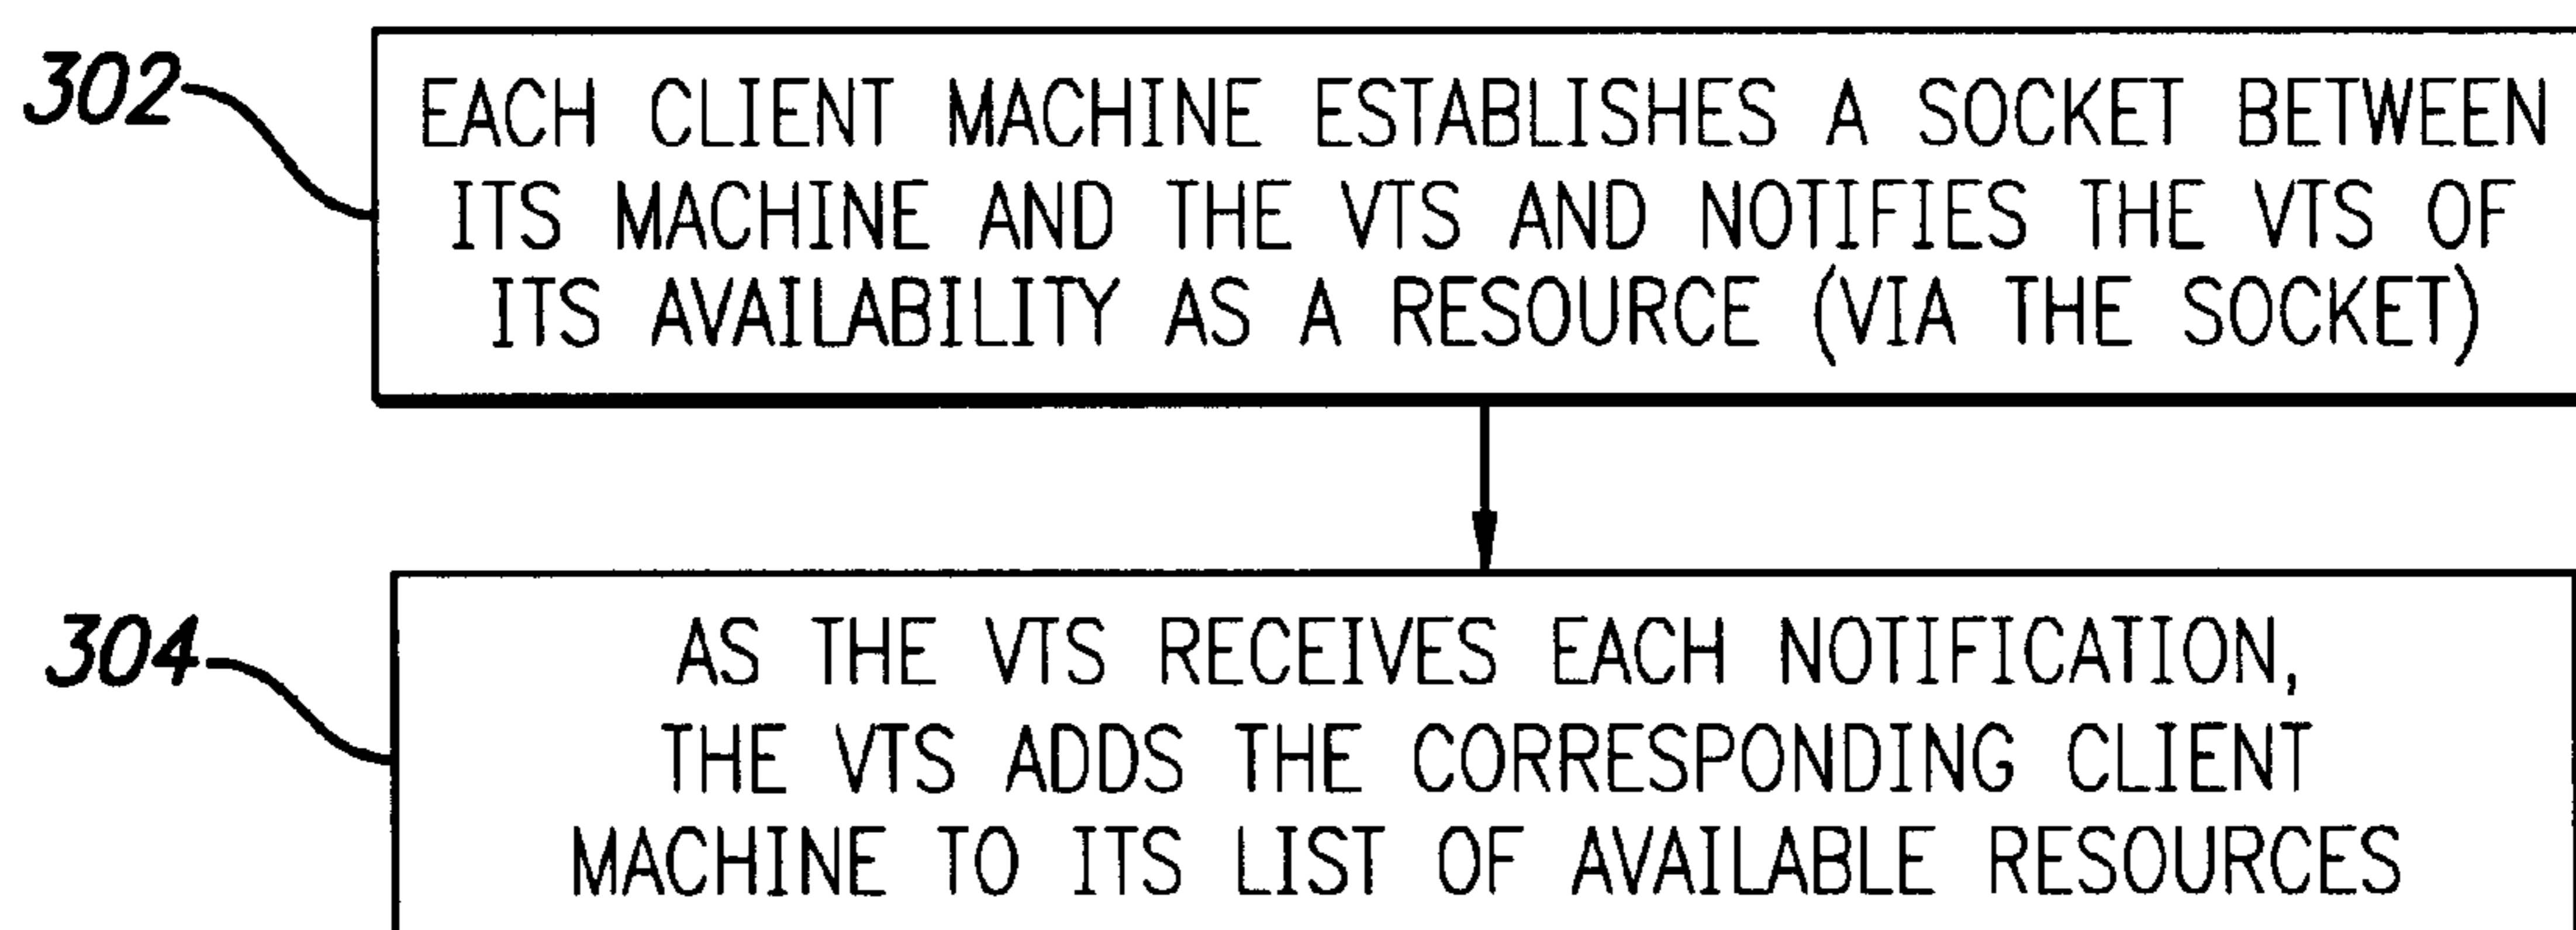 302
EACH CLIENT MACHINE ESTABLISHES A SOCKET BETWEEN
ITS MACHINE AND THE VTS AND NOTIFIES THE VTS OF
ITS AVAILABILITY AS A RESOURCE (VIA THE SOCKET)
304
AS THE VTS RECEIVES EACH NOTIFICATION,
THE VTS ADDS THE CORRESPONDING CLIENT
MACHINE TO ITS LIST OF AVAILABLE RESOURCES